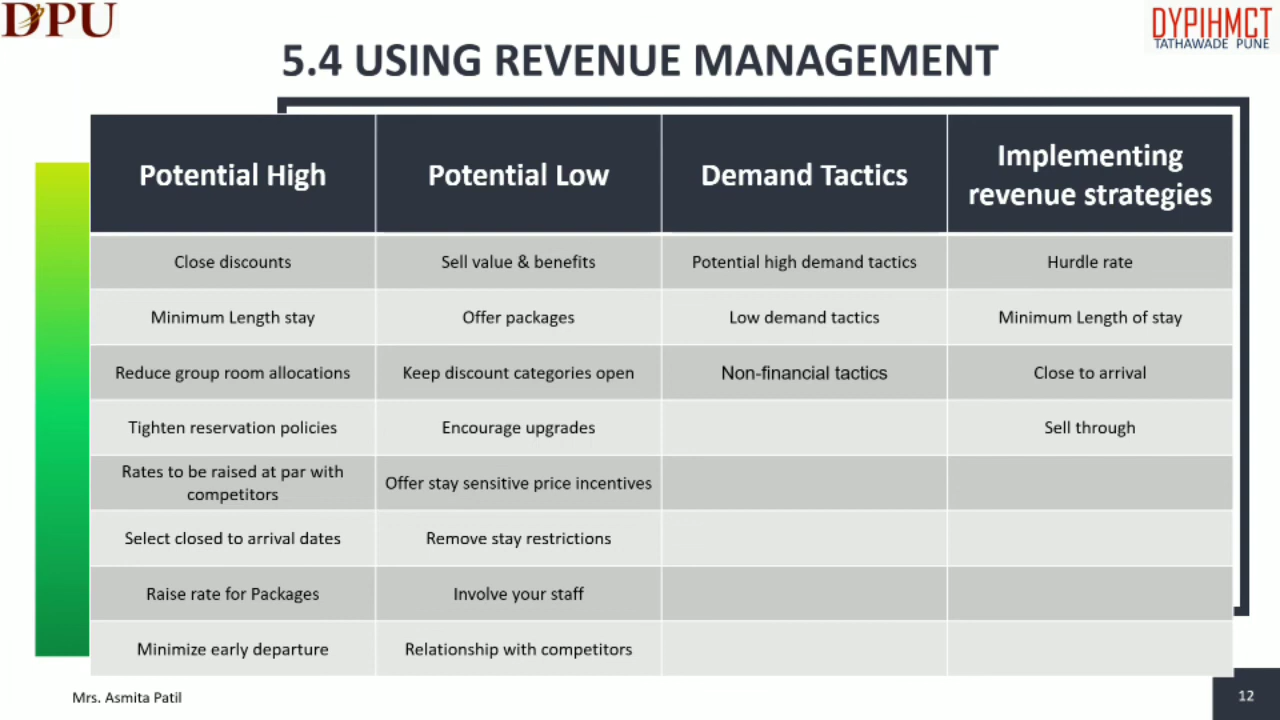 DPU
DYPIHMCT
TATHAWADE PUNE
5.4 USING REVENUE MANAGEMENT
Potential High
Potential Low
Demand Tactics
Implementing
revenue strategies
Close discounts
Sell value & benefits
Potential high demand tactics
Hurdle rate
Minimum Length stay
Offer packages
Low demand tactics
Minimum Length of stay
Reduce group room allocations
Keep discount categories open
Non-financial tactics
Close to arrival
Tighten reservation policies
Encourage upgrades
Sell through
Rates to be raised at par with
competitors
Offer stay sensitive price incentives
Select closed to arrival dates
Remove stay restrictions
Raise rate for Packages
Involve your staff
Minimize early departure
Relationship with competitors
Mrs. Asmita Patil
12